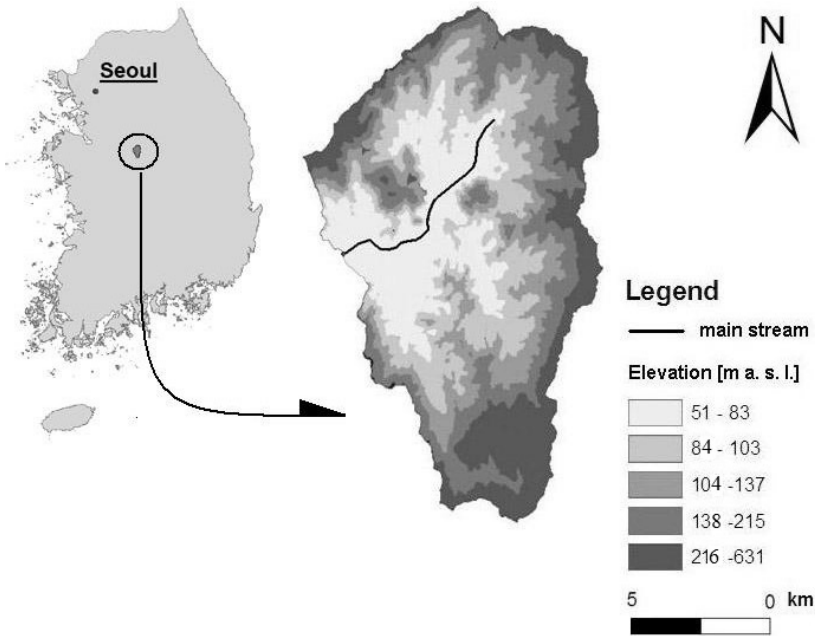 Seoul
N
Legend
main stream
Elevation [m a. s. l.]
51 - 83
84 - 103
104 -137
138 -215
216 -631
5 0 km